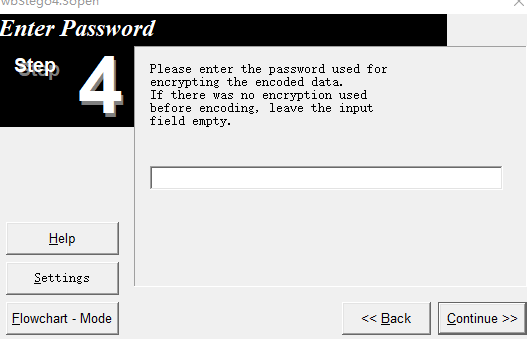 wbStego4.3open
Enter Password
Step
4
Please enter the password used for
encrypting the encoded data.
If there was no encryption used
before encoding, leave the input
field empty.
Help
Settings
Flowchart - Mode
<< Back
Continue >>